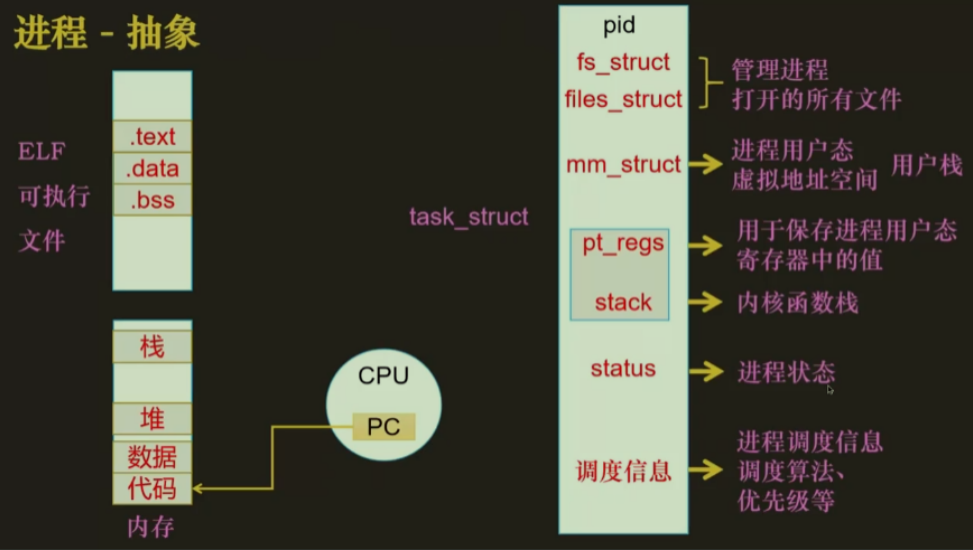 进程 - 抽象
ELF
可执行
文件
.text
.data
.bss
栈
堆
数据
代码
内存
CPU
PC
task_struct
pid
fs_struct
files_struct
管理进程
打开的所有文件
mm_struct
进程用户态
虚拟地址空间
用户栈
pt_regs
用于保存进程用户态
寄存器中的值
stack
内核函数栈
status
进程状态
调度信息
进程调度信息
调度算法、
优先级等